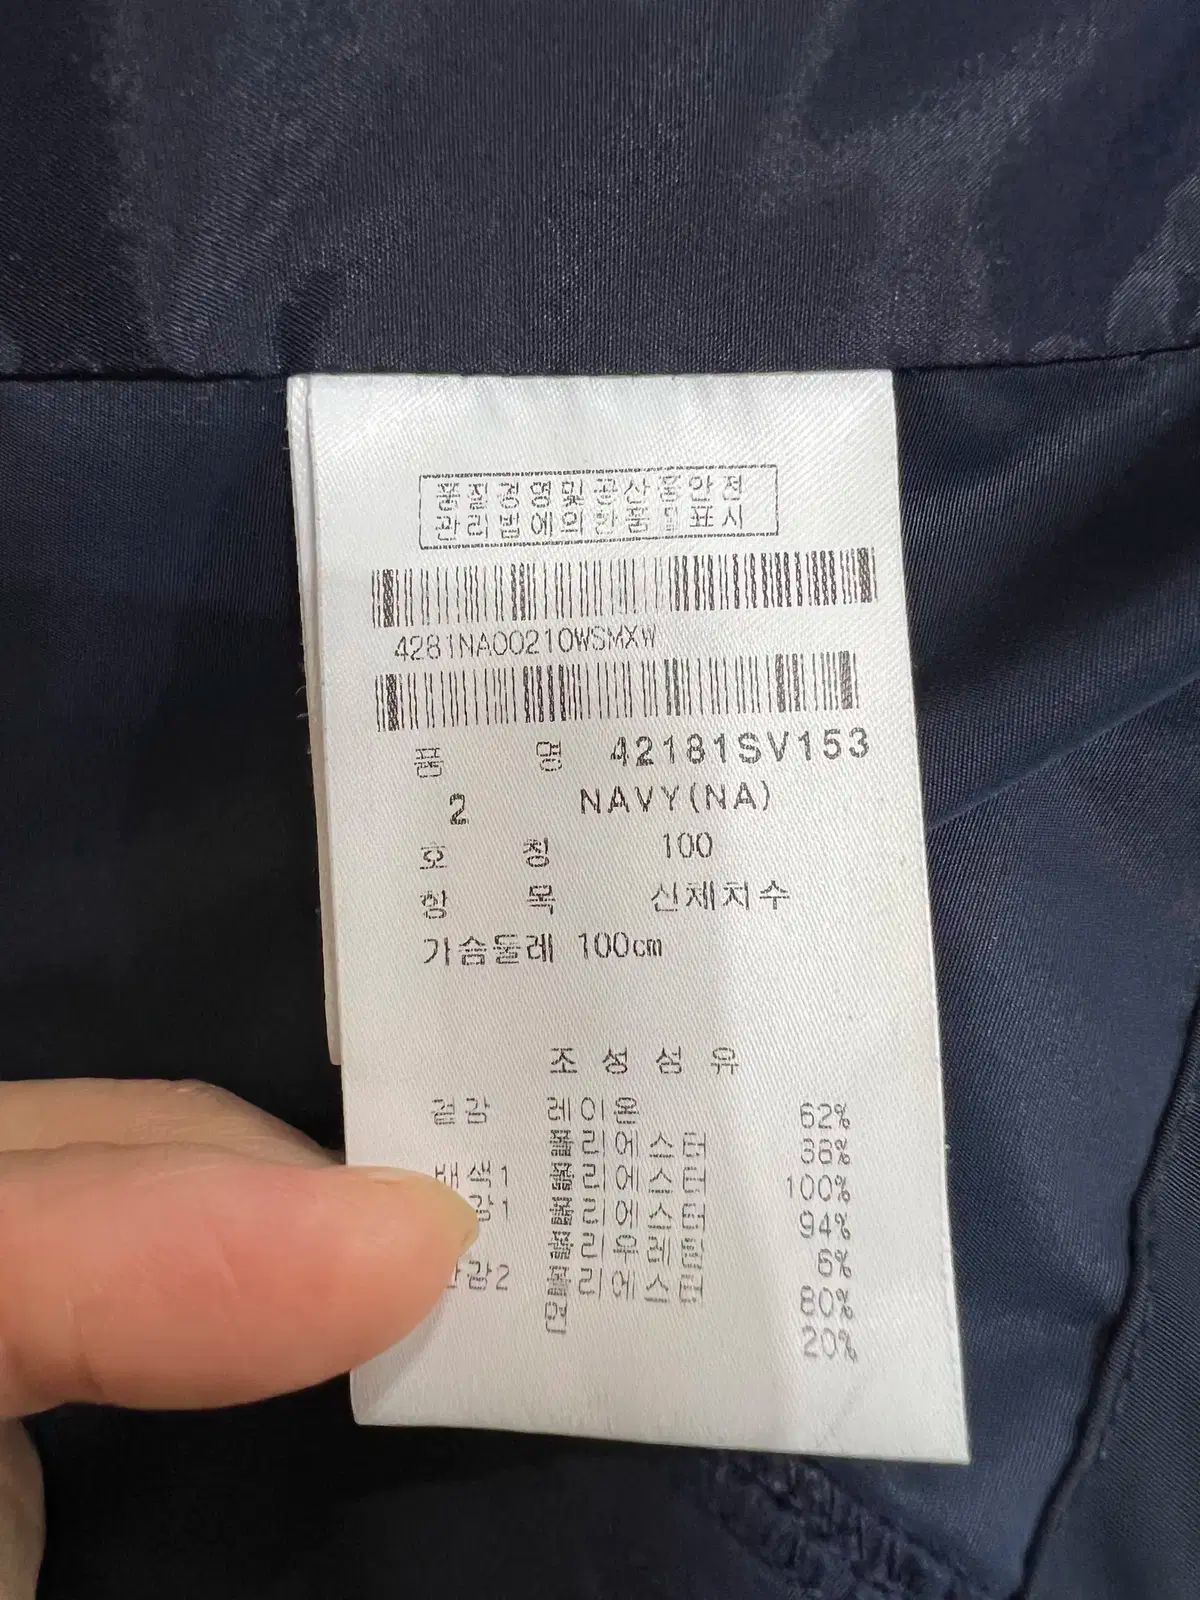 품질경영및공산품안전
관리법에의한품질표시
4281NA00210WSMXW
품 명 42181SV153
2 NAVY(NA)
호 칭 100
항 목 신체치수
가슴둘레 100cm
조 성 섬 유
겉감 레이온 62%
폴리에스터 38%
배색1 폴리에스터 100%
감1 폴리에스터 94%
폴리우레탄 6%
감2 폴리에스터 80%
면 20%